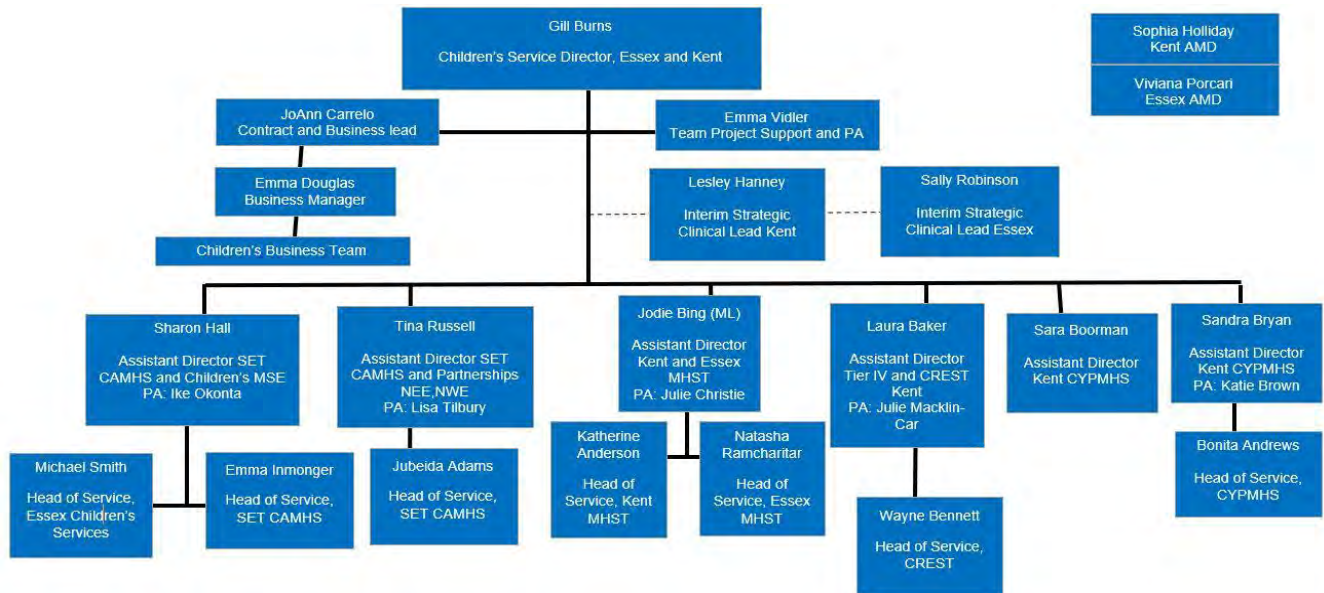 Gill Burns
Children's Service Director, Essex and Kent
Sophia Holliday
Kent AMD
Viviana Porcari
Essex AMD
JoAnn Carrelo
Contract and Business lead
Emma Vidler
Team Project Support and PA
Emma Douglas
Business Manager
Lesley Hanney
Interim Strategic
Clinical Lead Kent
Sally Robinson
Interim Strategic
Clinical Lead Essex
Children's Business Team
Sharon Hall
Assistant Director SET
CAMHS and Children's MSE
PA: Ike Okonta
Tina Russell
Assistant Director SET
CAMHS and Partnerships
NEE,NWE
PA: Lisa Tilbury
Jodie Bing (ML)
Assistant Director
Kent and Essex
MHST
PA: Julie Christie
Laura Baker
Assistant Director
Tier IV and CREST
Kent
PA: Julie Macklin-
Car
Sara Boorman
Assistant Director
Kent CYPMHS
Sandra Bryan
Assistant Director
Kent CYPMHS
PA: Katie Brown
Michael Smith
Head of Service,
Essex Children's
Services
Emma Inmonger
Head of Service,
SET CAMHS
Jubeida Adams
Head of Service,
SET CAMHS
Katherine
Anderson
Head of
Service, Kent
MHST
Natasha
Ramcharitar
Head of
Service, Essex
MHST
Wayne Bennett
Head of Service,
CREST
Bonita Andrews
Head of Service,
CYPMHS